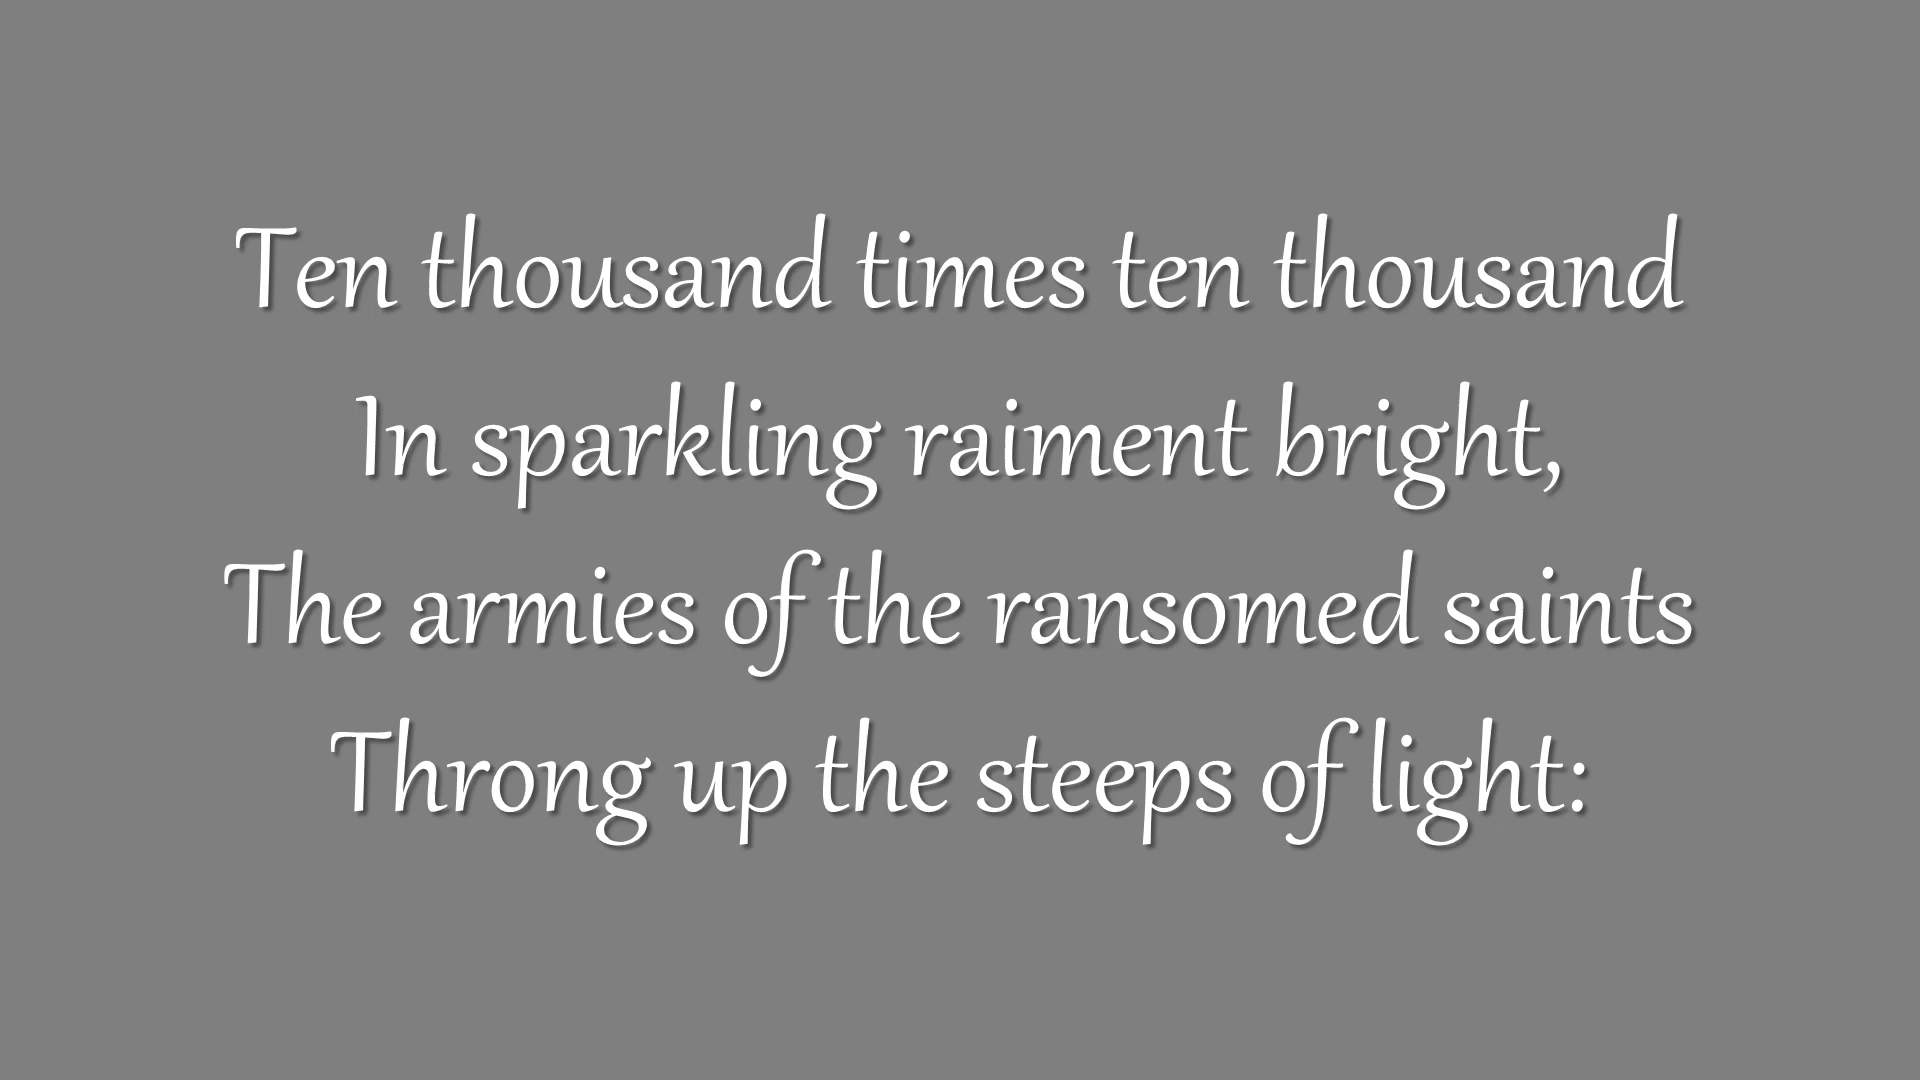 Ten thousand times ten thousand
In sparkling raiment bright,
The armies of the ransomed saints
Throng up the steeps of light: